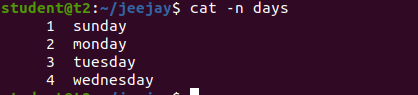 student@t2:~/jeejay$ cat -n days
     1  sunday
     2  monday
     3  tuesday
     4  wednesday
student@t2:~/jeejay$